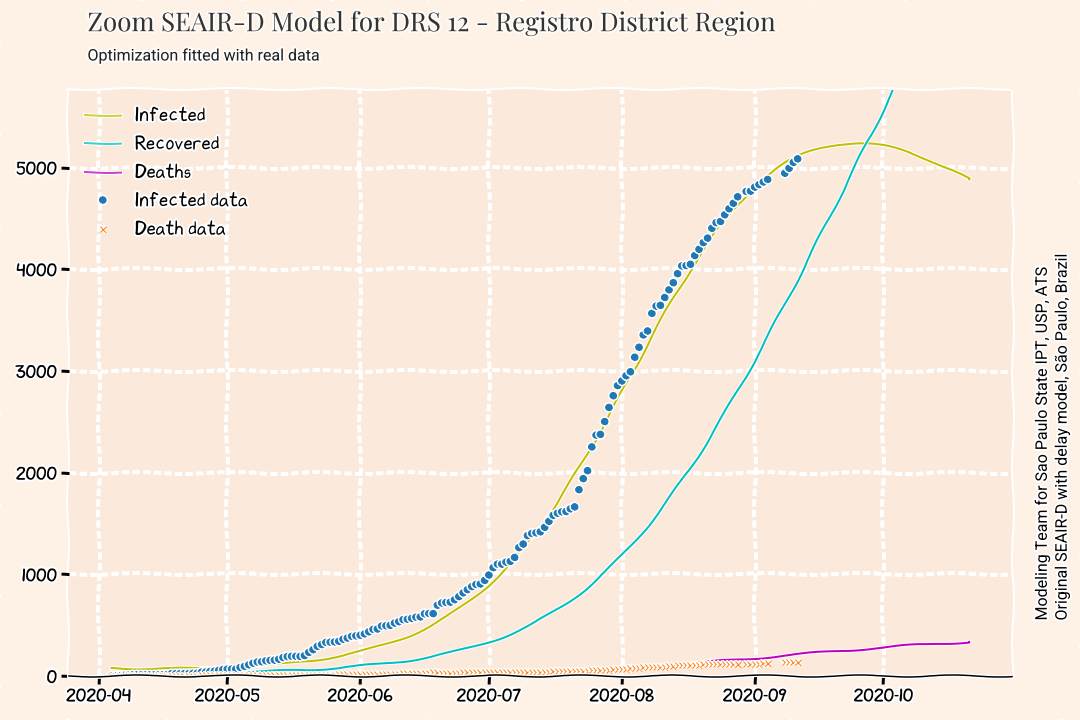 Zoom SEAIR-D Model for DRS 12 - Registro District Region
Optimization fitted with real data
Infected
Recovered
Deaths
Infected data
Death data
5000
4000
3000
2000
1000
0
2020-04
2020-05
2020-06
2020-07
2020-08
2020-09
2020-10
Modeling Team for Sao Paulo State IPT, USP, ATS
Original SEAIR-D with delay model, São Paulo, Brazil